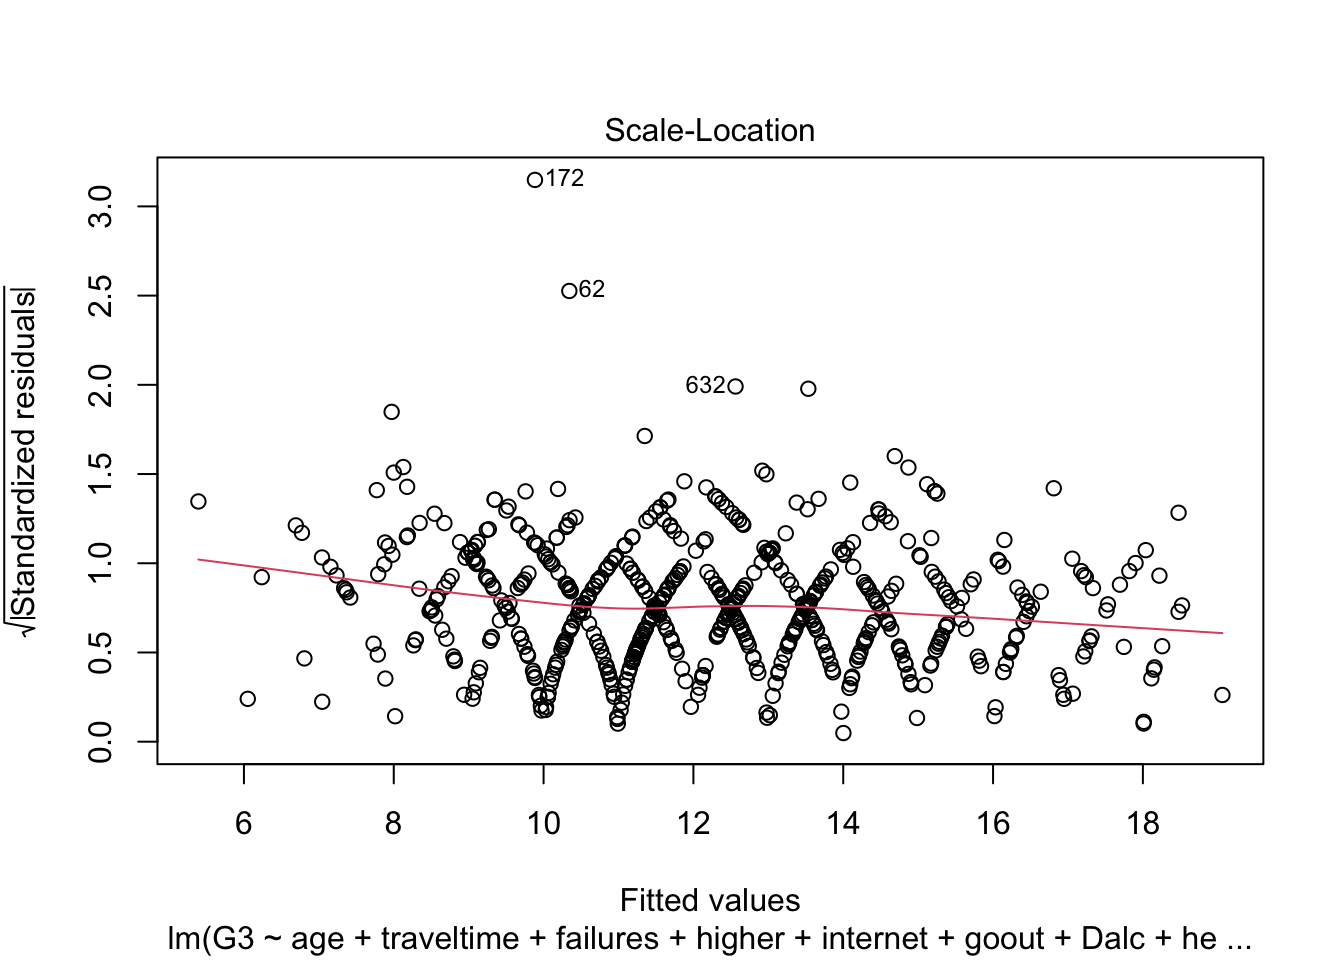 Scale-Location
√|Standardized residuals|
3.0
2.5
2.0
1.5
1.0
0.5
0.0
172
62
632
6 8 10 12 14 16 18
Fitted values
lm(G3 ~ age + traveltime + failures + higher + internet + goout + Dalc + he ...